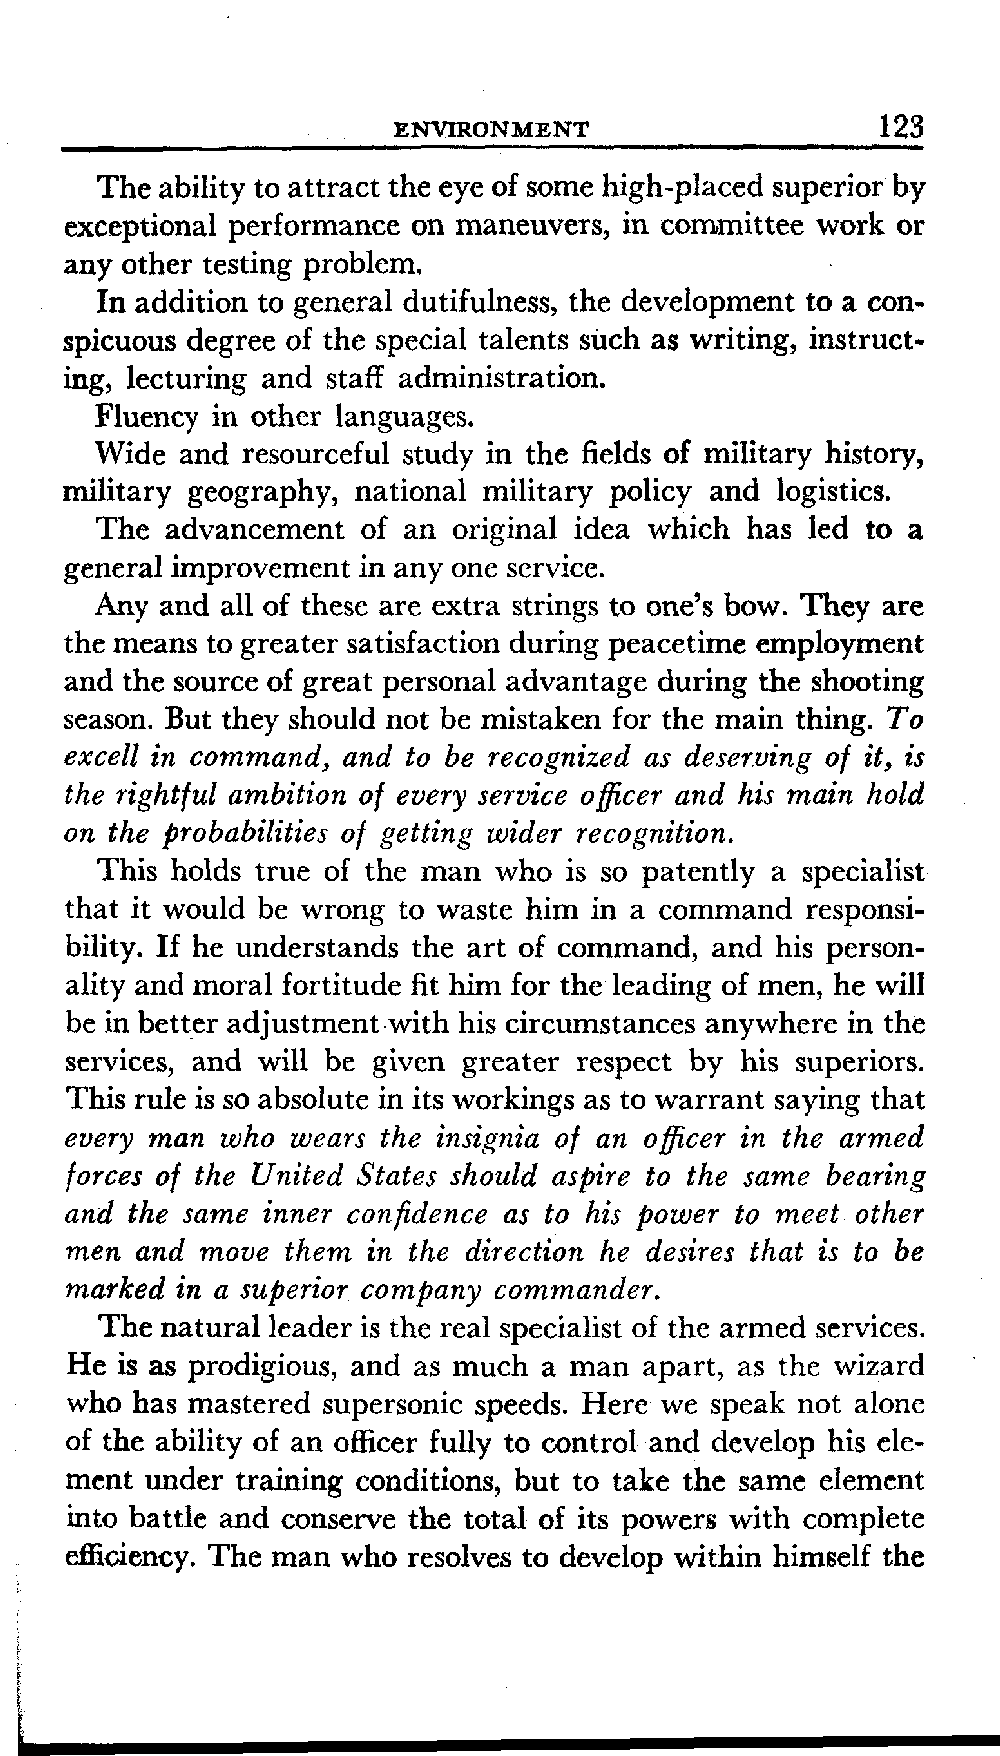 ENVIRONMENT 123
The ability to attract the eye of some high-placed superior by
exceptional performance on maneuvers, in committee work or
any other testing problem.
In addition to general dutifulness, the development to a con-
spicuous degree of the special talents such as writing, instruct-
ing, lecturing and staff administration.
Fluency in other languages.
Wide and resourceful study in the fields of military history,
military geography, national military policy and logistics.
The advancement of an original idea which has led to a
general improvement in any one service.
Any and all of these are extra strings to one's bow. They are
the means to greater satisfaction during peacetime employment
and the source of great personal advantage during the shooting
season. But they should not be mistaken for the main thing. To
excell in command, and to be recognized as deserving of it, is
the rightful ambition of every service officer and his main hold
on the probabilities of getting wider recognition.
This holds true of the man who is so patently a specialist
that it would be wrong to waste him in a command responsi-
bility. If he understands the art of command, and his person-
ality and moral fortitude fit him for the leading of men, he will
be in better adjustment with his circumstances anywhere in the
services, and will be given greater respect by his superiors.
This rule is so absolute in its workings as to warrant saying that
every man who wears the insignia of an officer in the armed
forces of the United States should aspire to the same bearing
and the same inner confidence as to his power to meet other
men and move them in the direction he desires that is to be
marked in a superior company commander.
The natural leader is the real specialist of the armed services.
He is as prodigious, and as much a man apart, as the wizard
who has mastered supersonic speeds. Here we speak not alone
of the ability of an officer fully to control and develop his ele-
ment under training conditions, but to take the same element
into battle and conserve the total of its powers with complete
efficiency. The man who resolves to develop within himself the